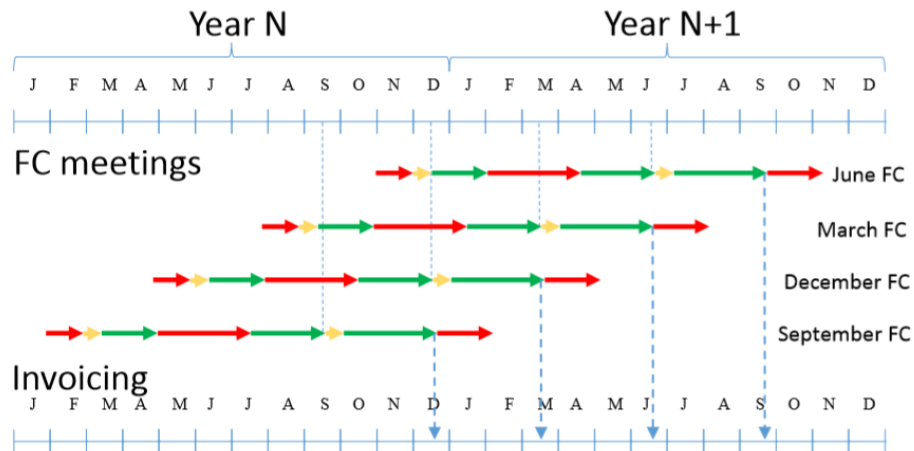 Year N Year N+1
J F M A M J J A S O N D J F M A M J J A S O N D
FC meetings
June FC
March FC
December FC
September FC
Invoicing
J F M A M J J A S O N D J F M A M J J A S O N D